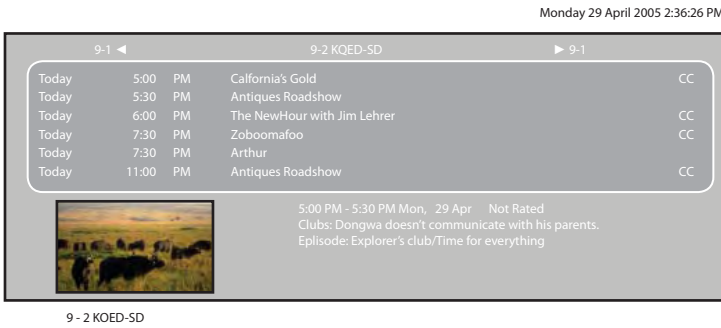 Monday 29 April 2005 2:36:26 PM
9-1 ◄ 9-2 KQED-SD ► 9-1
Today 5:00 PM Calfornia's Gold CC
Today 5:30 PM Antiques Roadshow
Today 6:00 PM The NewHour with Jim Lehrer CC
Today 7:30 PM Zoboomafoo CC
Today 7:30 PM Arthur
Today 11:00 PM Antiques Roadshow CC
5:00 PM - 5:30 PM Mon, 29 Apr Not Rated
Clubs: Dongwa doesn't communicate with his parents.
Eplisode: Explorer's club/Time for everything
9 - 2 KQED-SD